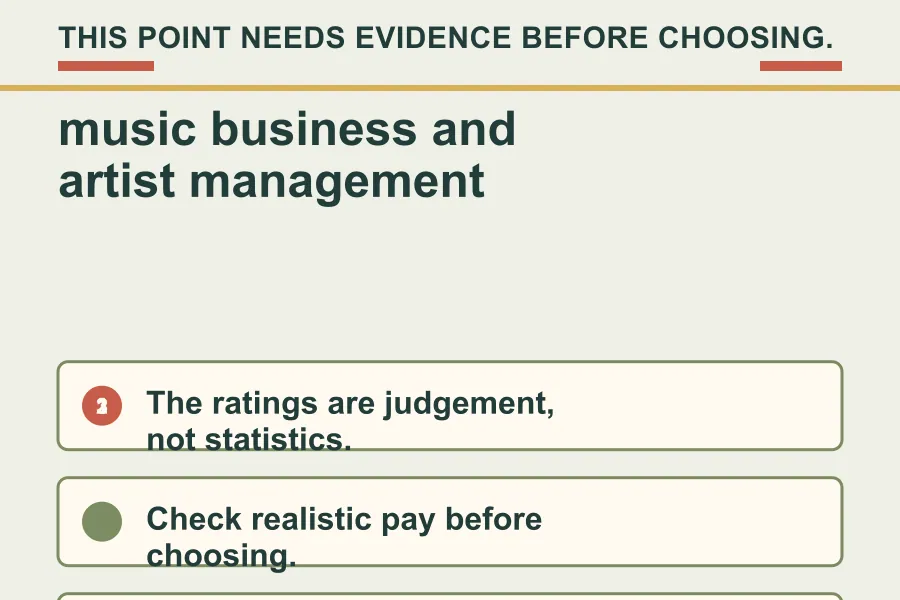 THIS POINT NEEDS EVIDENCE BEFORE CHOOSING.
music business and
artist management
The ratings are judgement,
not statistics.
Check realistic pay before
choosing.